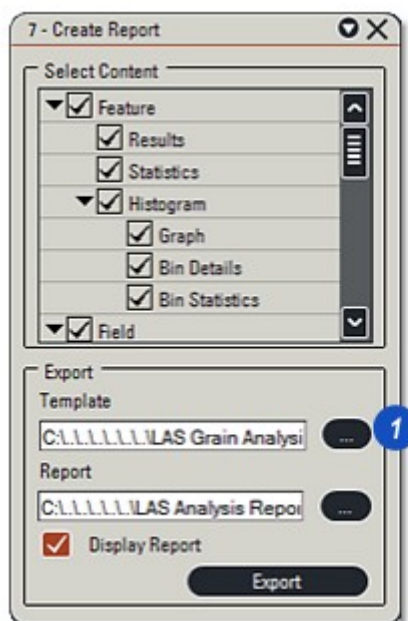 7 - Create Report
Select Content
Feature
Results
Statistics
Histogram
Graph
Bin Details
Bin Statistics
Field
Export
Template
C:\..\..\..\..\..\..\LAS Grain Analysi
...
1
Report
C:\..\..\..\..\..\LAS Analysis Repor
...
Display Report
Export